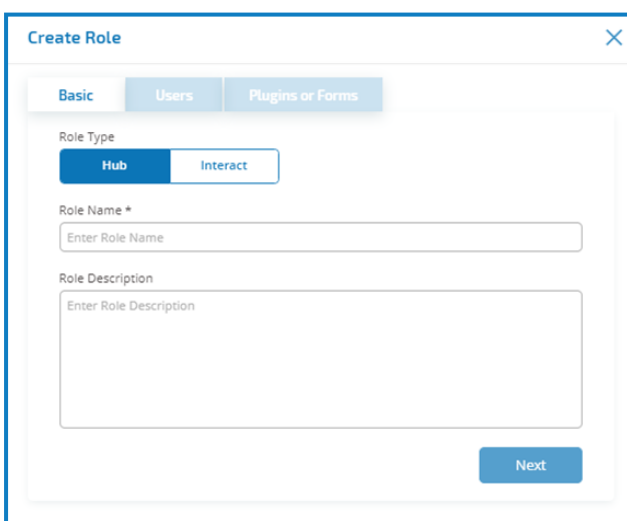 Create Role
Basic Users Plugins or Forms
Role Type
Hub Interact
Role Name *
Enter Role Name
Role Description
Enter Role Description
Next